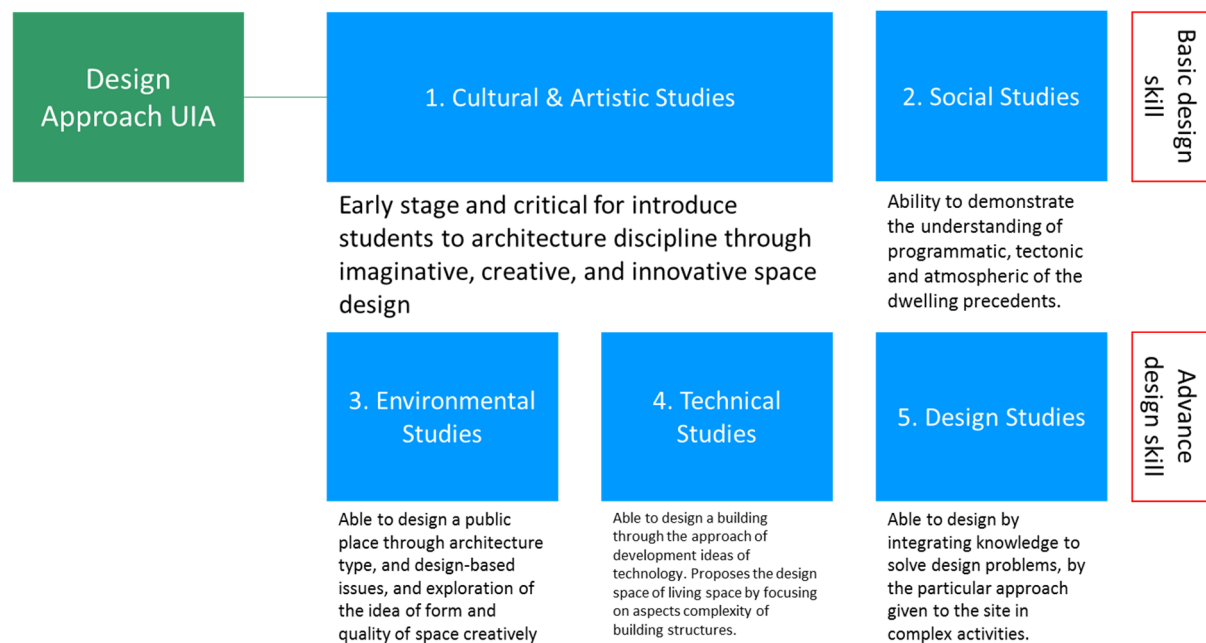 Design
Approach UIA
1. Cultural & Artistic Studies
2. Social Studies
Basic design
skill
Early stage and critical for introduce
students to architecture discipline through
imaginative, creative, and innovative space
design
Ability to demonstrate
the understanding of
programmatic, tectonic
and atmospheric of the
dwelling precedents.
3. Environmental
Studies
4. Technical
Studies
5. Design Studies
Advance
design skill
Able to design a public
place through architecture
type, and design-based
issues, and exploration of
the idea of form and
quality of space creatively
Able to design a building
through the approach of
development ideas of
technology. Proposes the design
space of living space by focusing
on aspects complexity of
building structures.
Able to design by
integrating knowledge to
solve design problems, by
the particular approach
given to the site in
complex activities.